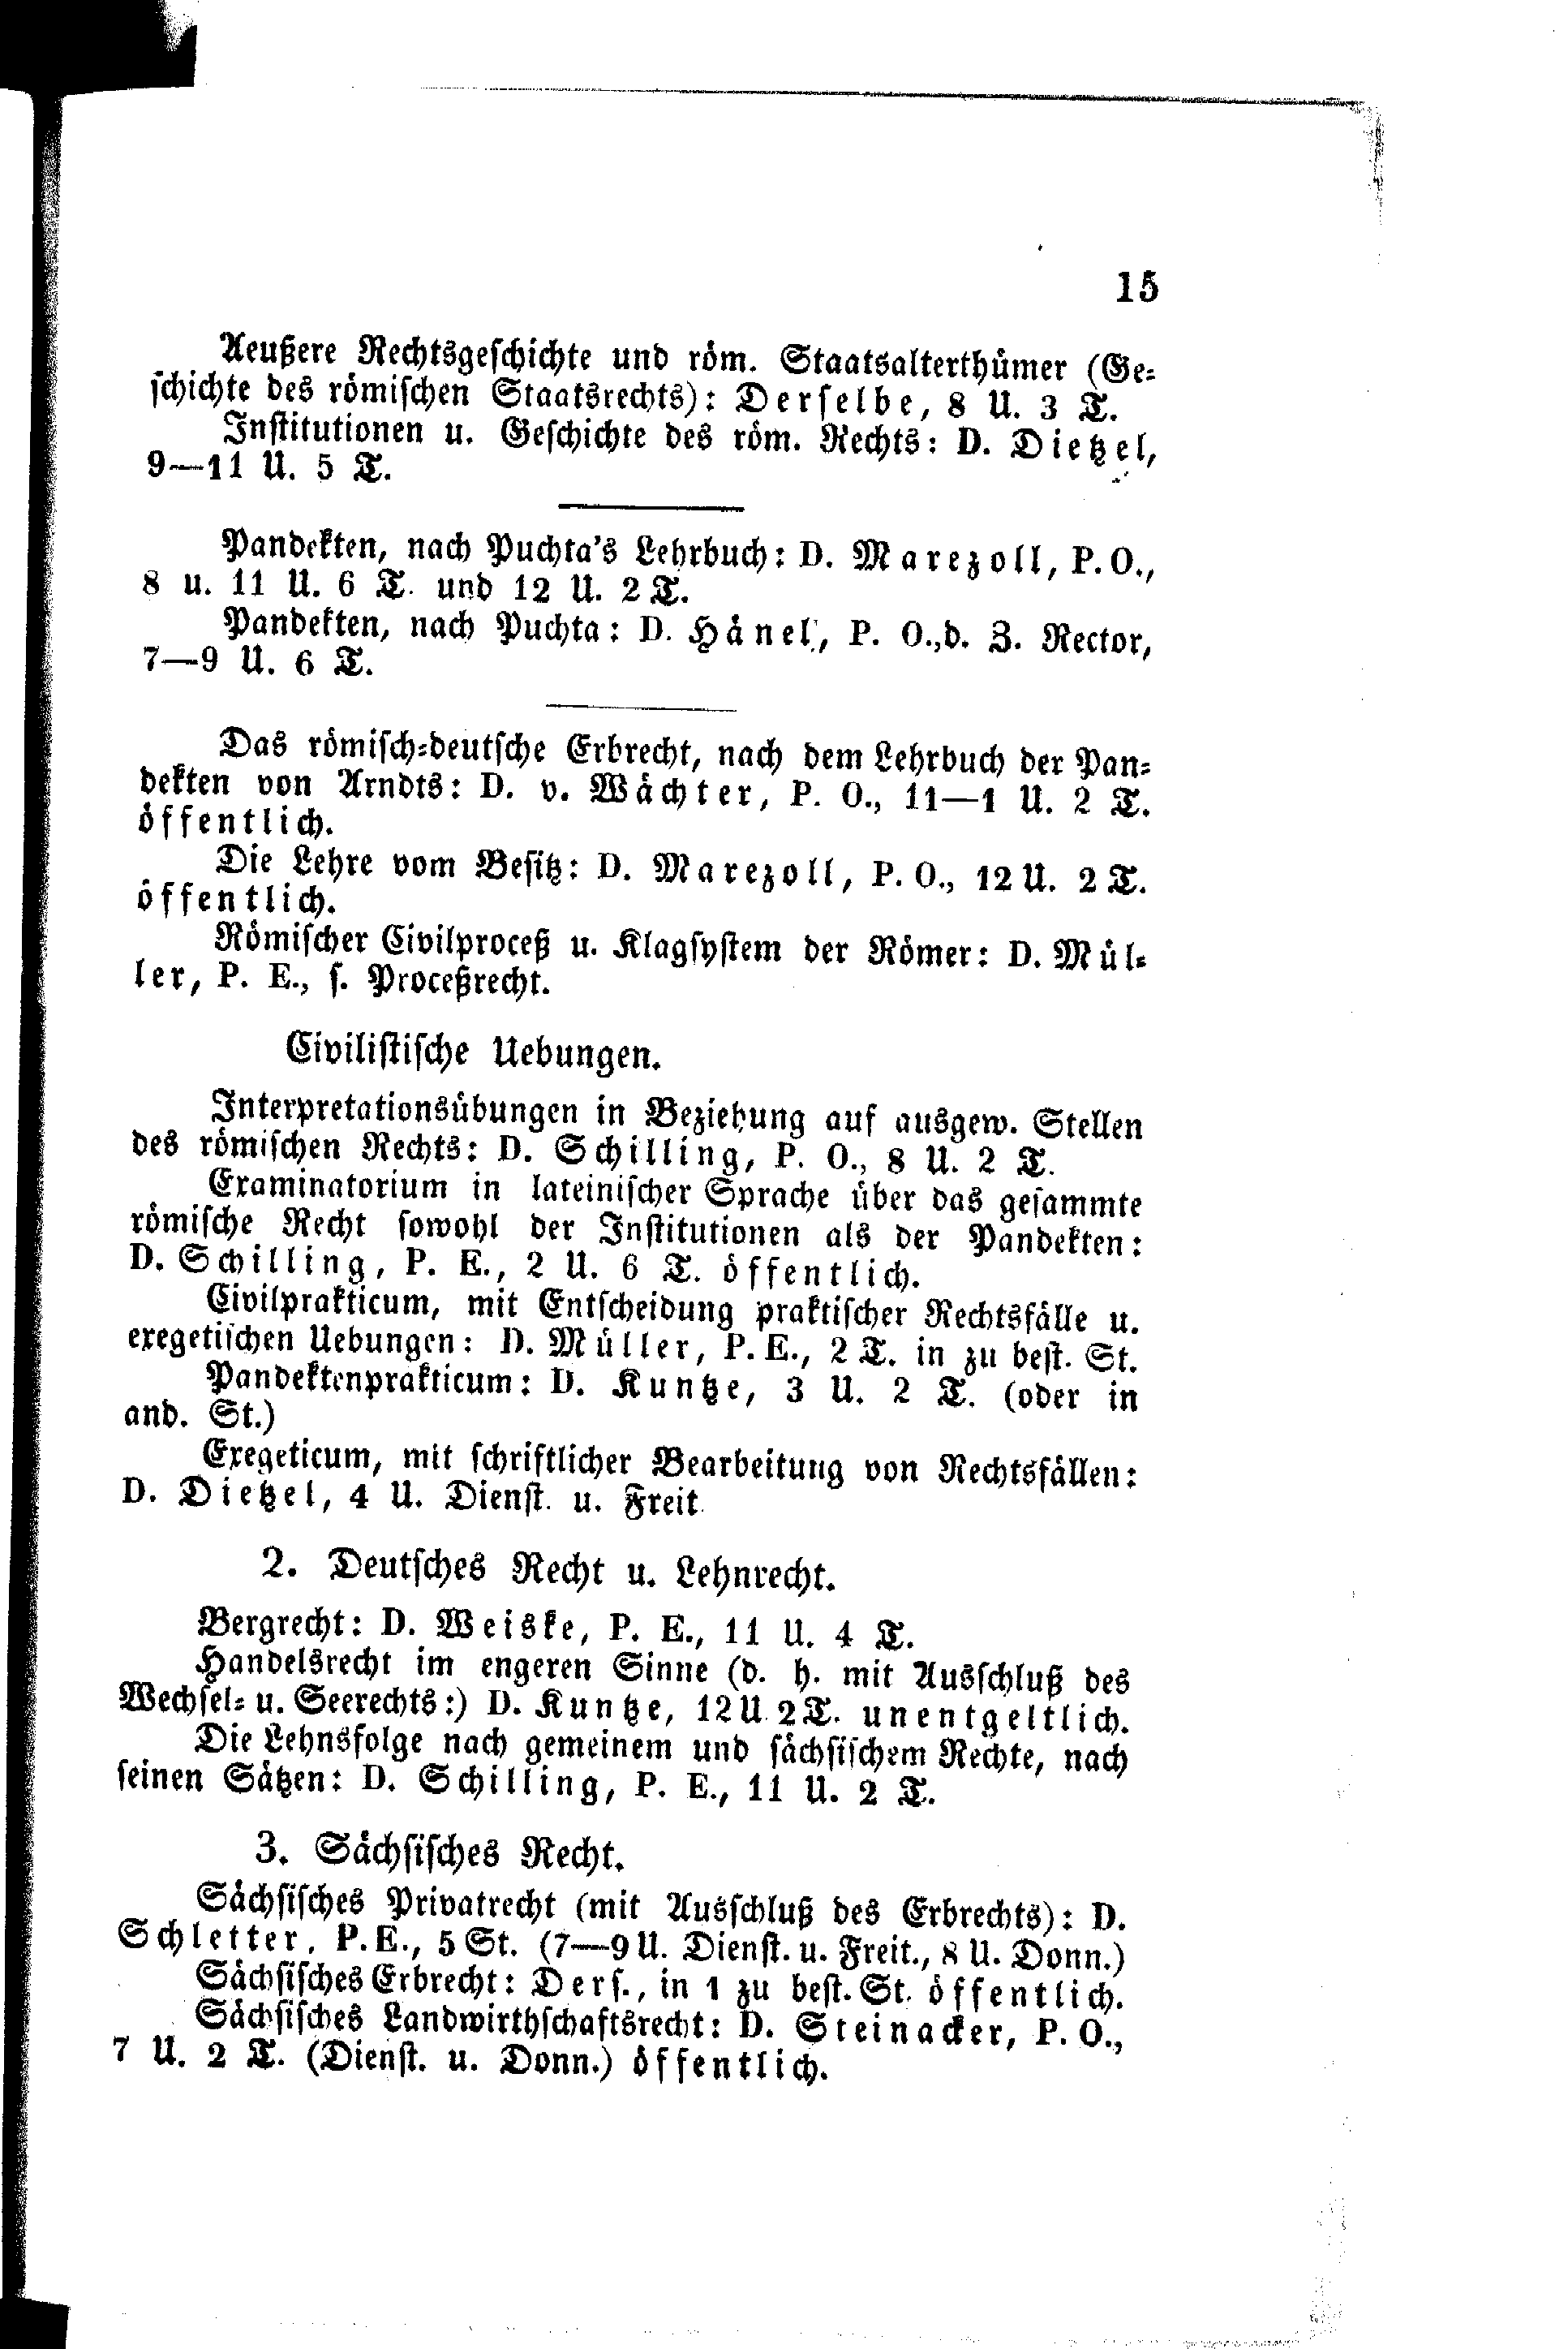 15
Aeußere Rechtsgeschichte und röm. Staatsalterthümer (Ge-
schichte des römischen Staatsrechts): Derselbe, 8 U. 3 T.
Institutionen u. Geschichte des röm. Rechts: D. Dietzel,
9—11 U. 5 T.
Pandekten, nach Puchta's Lehrbuch: D. Marezoll, P. O.,
8 u. 11 U. 6 T. und 12 U. 2 T.
Pandekten, nach Puchta: D. Hänel, P. O., d. Z. Rector,
7—9 U. 6 T.
Das römisch-deutsche Erbrecht, nach dem Lehrbuch der Pan-
dekten von Arndts: D. v. Wächter, P. O., 11—1 U. 2 T.
öffentlich.
Die Lehre vom Besitz: D. Marezoll, P. O., 12 U. 2 T.
öffentlich.
Römischer Civilproceß u. Klagsystem der Römer: D. Mül-
ler, P. E., s. Proceßrecht.
Civilistische Uebungen.
Interpretationsübungen in Beziehung auf ausgew. Stellen
des römischen Rechts: D. Schilling, P. O., 8 U. 2 T.
Examinatorium in lateinischer Sprache über das gesammte
römische Recht sowohl der Institutionen als der Pandekten:
D. Schilling, P. E., 2 U. 6 T. öffentlich.
Civilprakticum, mit Entscheidung praktischer Rechtsfälle u.
exegetischen Uebungen: D. Müller, P. E., 2 T. in zu best. St.
Pandektenprakticum: D. Kuntze, 3 U. 2 T. (oder in
and. St.)
Exegeticum, mit schriftlicher Bearbeitung von Rechtsfällen:
D. Dietzel, 4 U. Dienst. u. Freit.
2. Deutsches Recht u. Lehnrecht.
Bergrecht: D. Weiske, P. E., 11 U. 4 T.
Handelsrecht im engeren Sinne (d. h. mit Ausschluß des
Wechsel- u. Seerechts:) D. Kuntze, 12 U. 2 T. unentgeltlich.
Die Lehnsfolge nach gemeinem und sächsischem Rechte, nach
seinen Sätzen: D. Schilling, P. E., 11 U. 2 T.
3. Sächsisches Recht.
Sächsisches Privatrecht (mit Ausschluß des Erbrechts): D.
Schletter, P. E., 5 St. (7—9 U. Dienst. u. Freit., 8 U. Donn.)
Sächsisches Erbrecht: Ders., in 1 zu best. St. öffentlich.
Sächsisches Landwirthschaftsrecht: D. Steinacker, P. O.,
7 U. 2 T. (Dienst. u. Donn.) öffentlich.